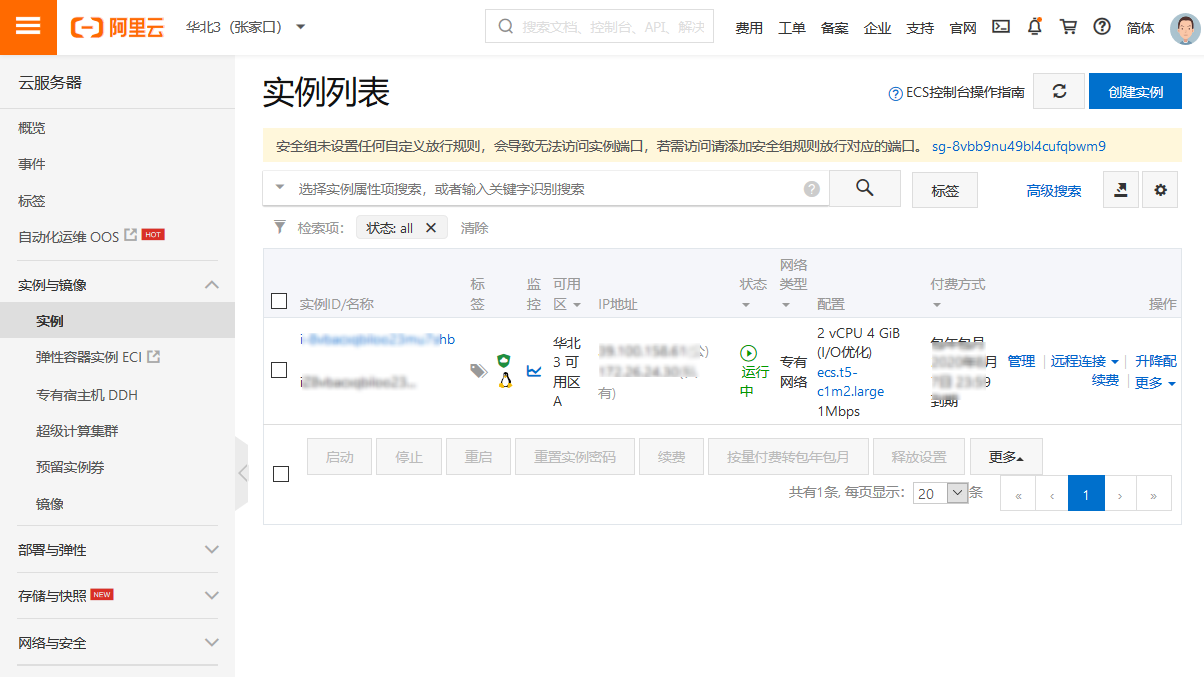 阿里云
华北3（张家口）
搜索文档、控制台、API、解决
费用
工单
备案
企业
支持
官网
简体
云服务器
概览
事件
标签
自动化运维 OOS HOT
实例与镜像
实例
弹性容器实例 ECI
专有宿主机 DDH
超级计算集群
预留实例券
镜像
部署与弹性
存储与快照 NEW
网络与安全
实例列表
ECS控制台操作指南
创建实例
安全组未设置任何自定义放行规则，会导致无法访问实例端口，若需访问请添加安全组规则放行对应的端口。 sg-8vbb9nu49bl4cufqbwm9
选择实例属性项搜索，或者输入关键字识别搜索
标签
高级搜索
检索项：
状态: all
清除
实例ID/名称
标签
监控
可用区
IP地址
状态
网络类型
配置
付费方式
操作
华北
3 可
用区
A
有）
运行
中
专有
网络
2 vCPU 4 GiB
(I/O优化)
ecs.t5-
c1m2.large
1Mbps
包年包月
到期
管理
远程连接
升降配
续费
更多
启动
停止
重启
重置实例密码
续费
按量付费转包年包月
释放设置
更多
共有1条, 每页显示：
20
条
«
‹
1
›
»